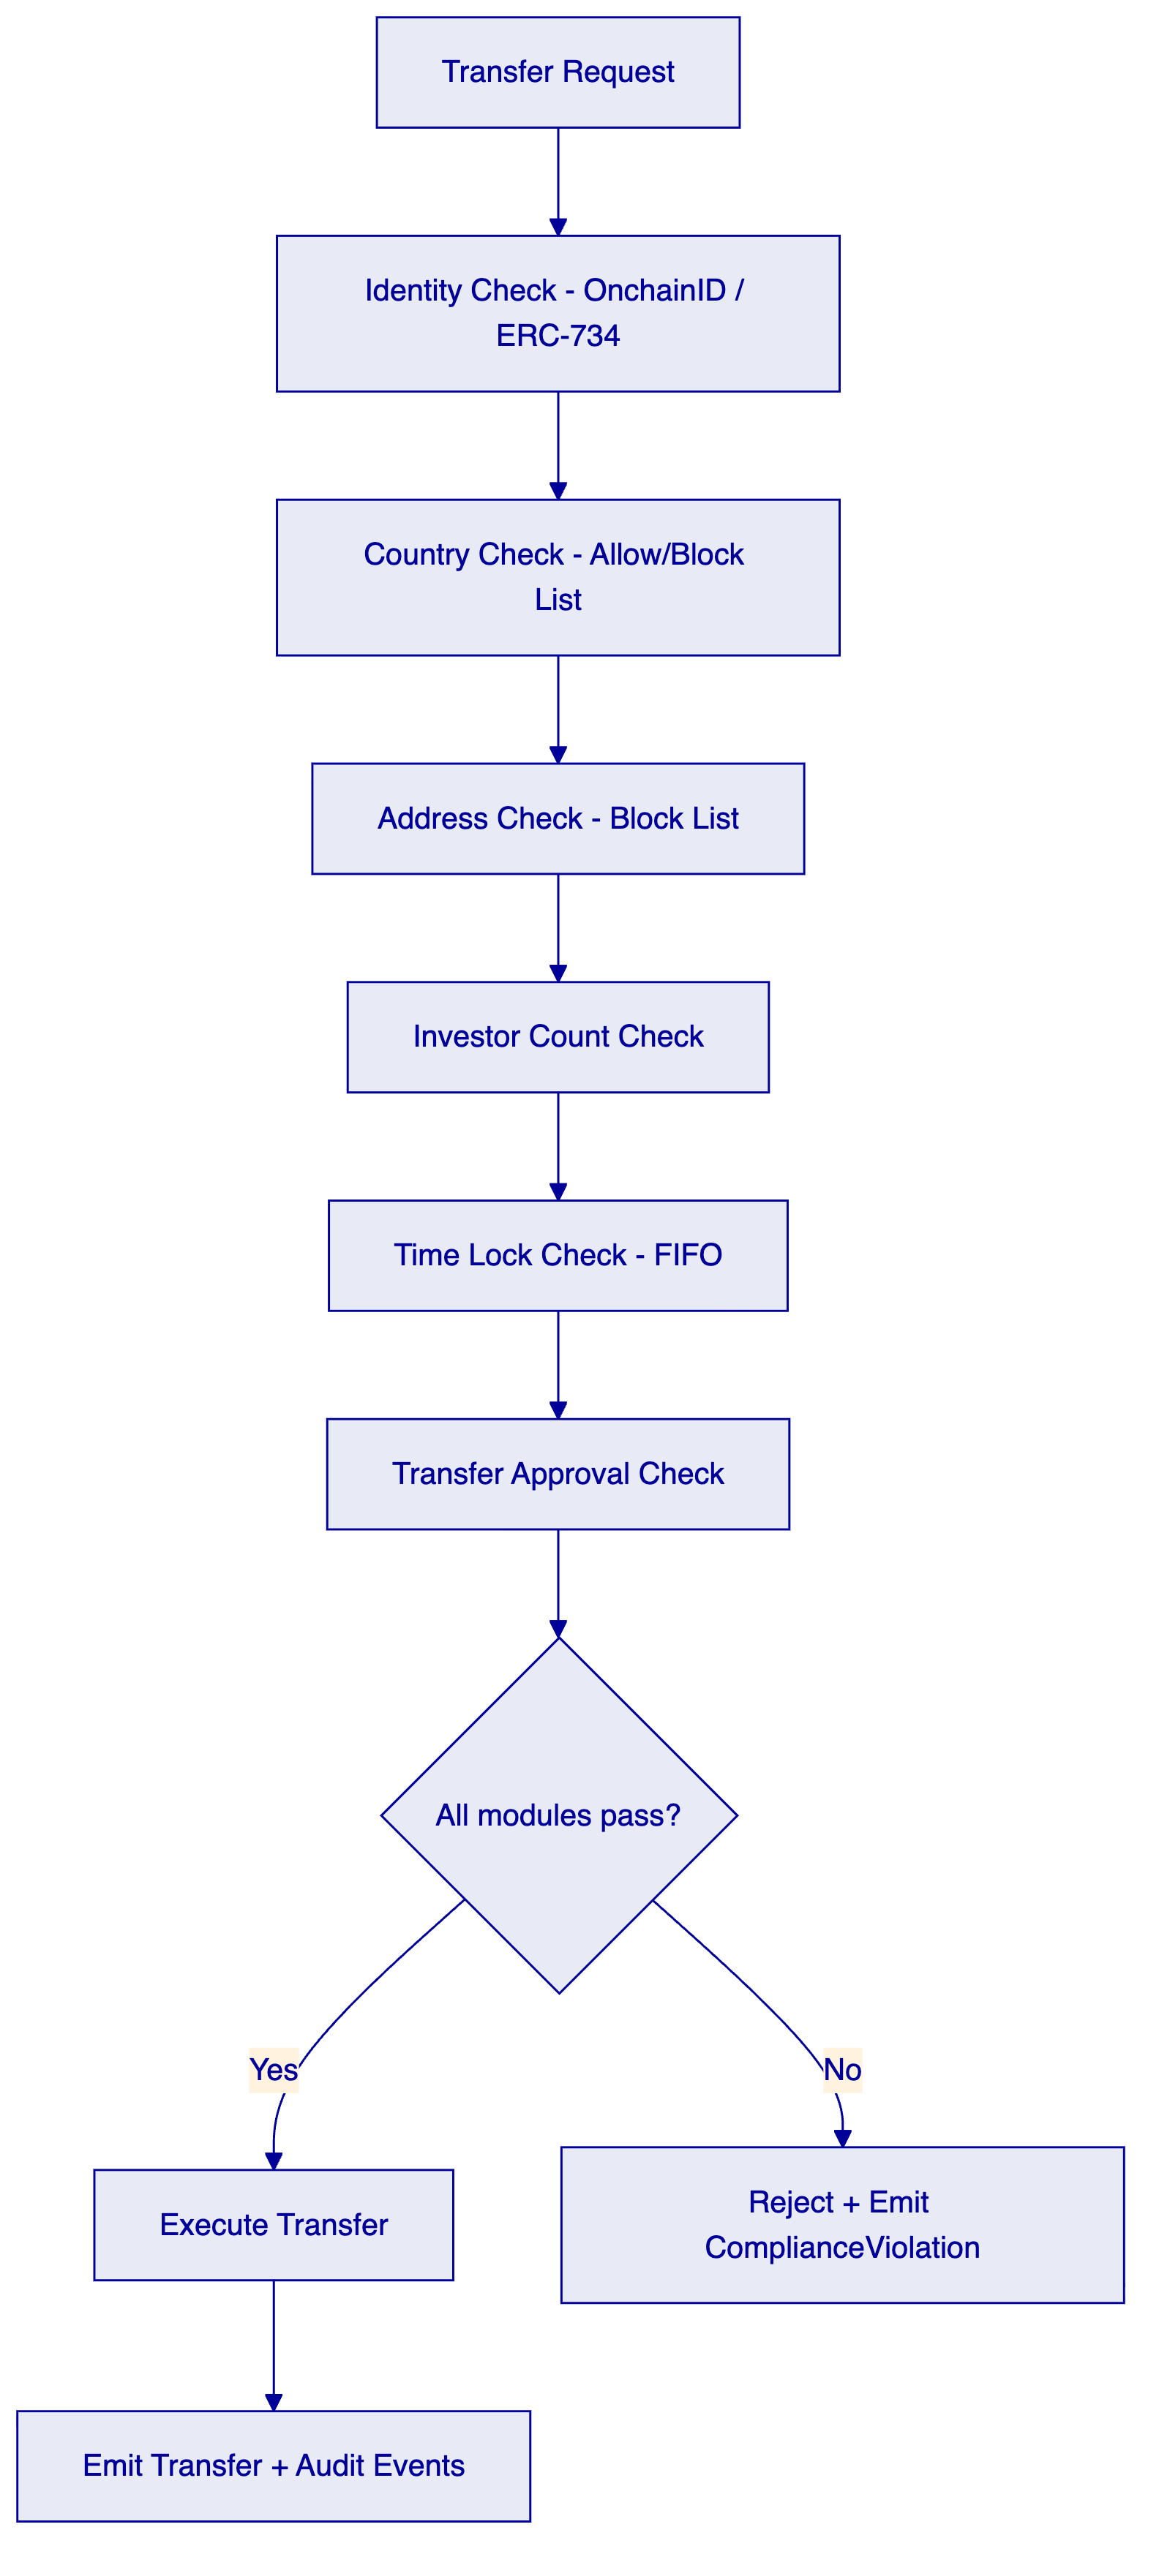 Transfer Request
Identity Check - OnchainID /
ERC-734
Country Check - Allow/Block
List
Address Check - Block List
Investor Count Check
Time Lock Check - FIFO
Transfer Approval Check
All modules pass?
Yes
No
Execute Transfer
Reject + Emit
ComplianceViolation
Emit Transfer + Audit Events